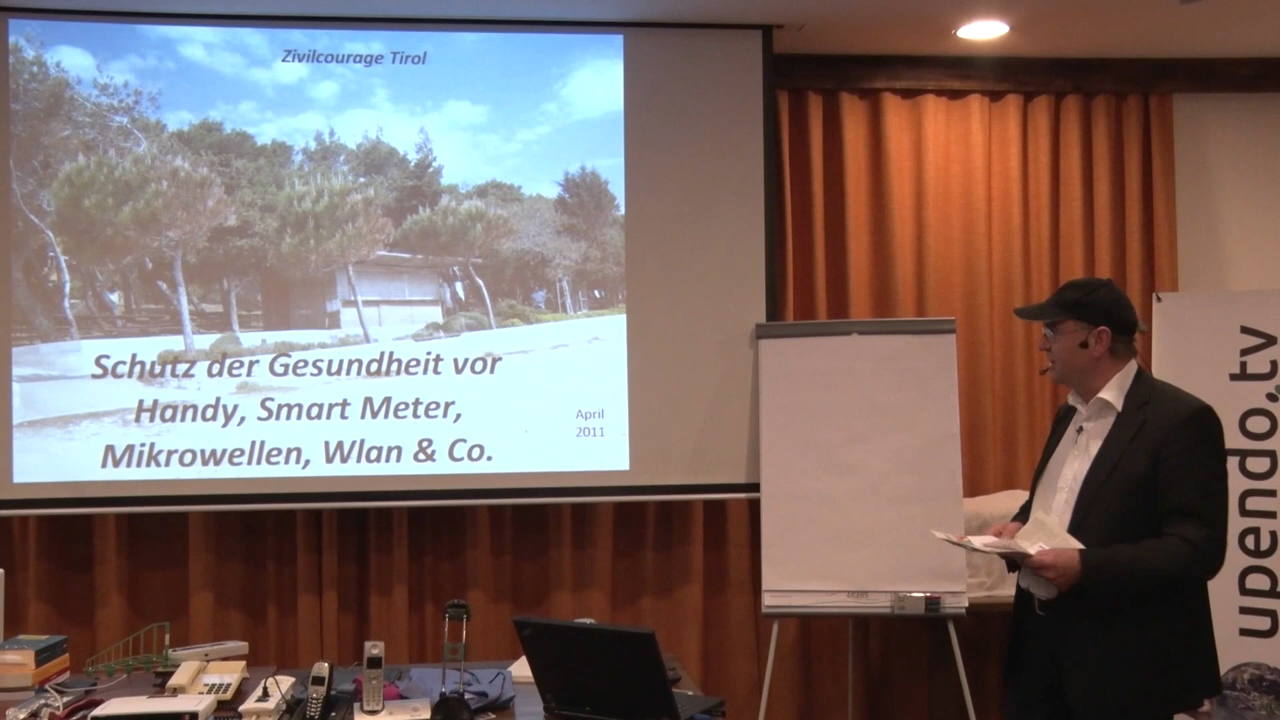 Zivilcourage Tirol
Schutz der Gesundheit vor
Handy, Smart Meter,
Mikrowellen, Wlan & Co.
April
2011
upendo.tv